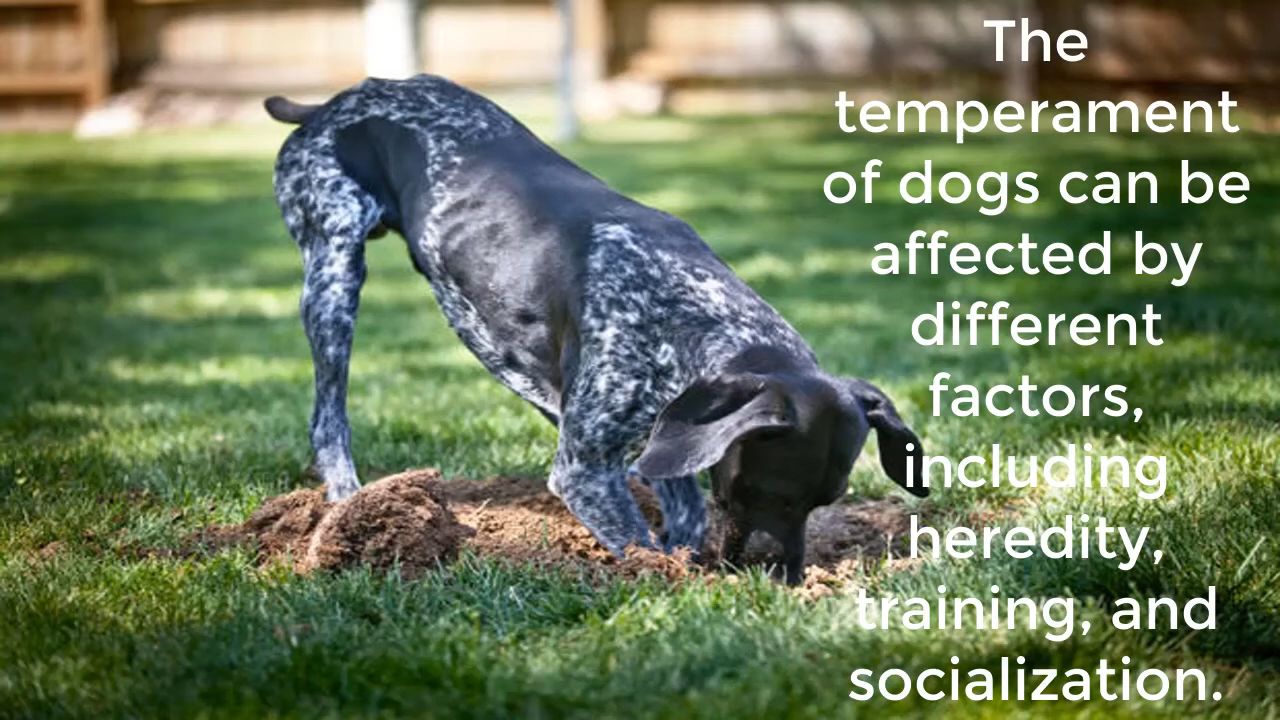 The
temperament
of dogs can be
affected by
different
factors,
including
heredity,
training, and
socialization.